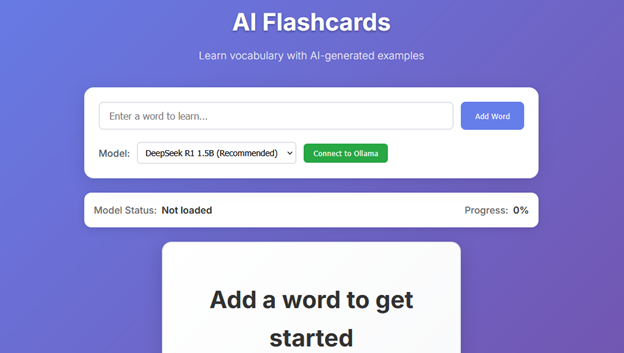 AI Flashcards
Learn vocabulary with AI-generated examples
Enter a word to learn...
Add Word
Model: DeepSeek R1 1.5B (Recommended) Connect to Ollama
Model Status: Not loaded Progress: 0%
Add a word to get
started